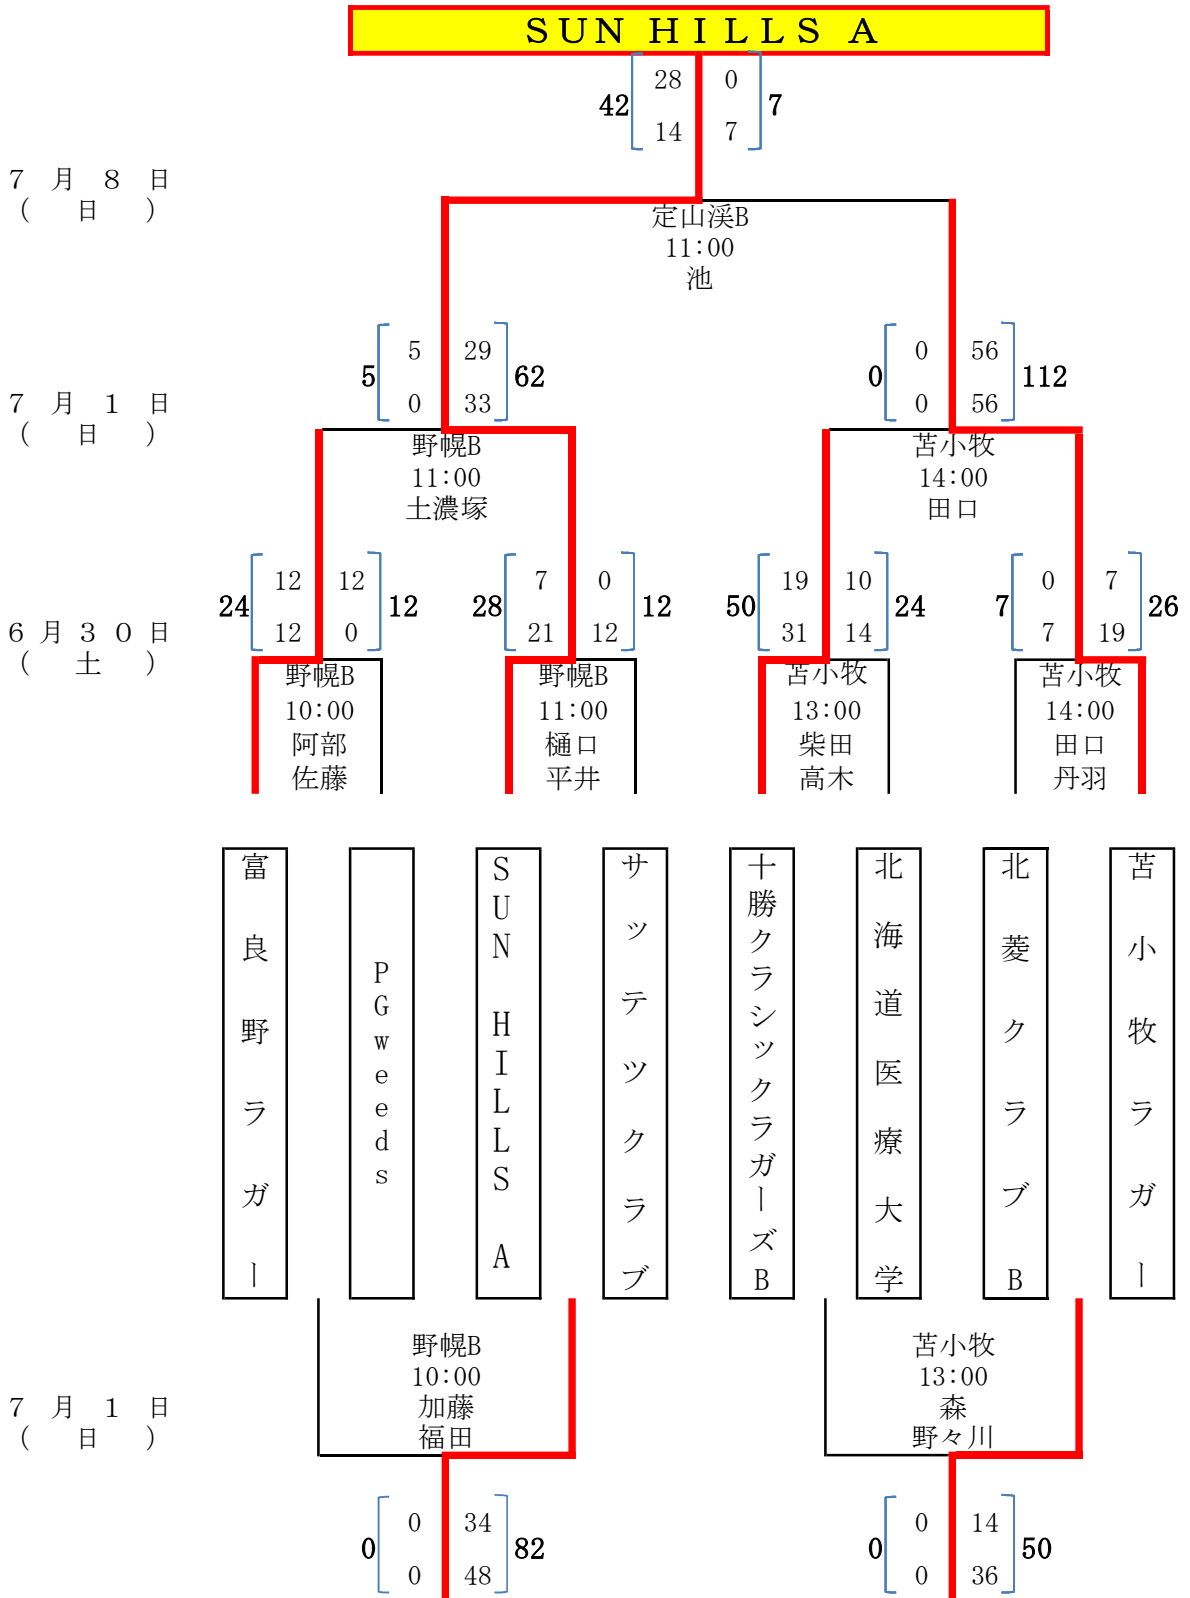 ＳＵＮ ＨＩＬＬＳ Ａ
28 0
42 7
14 7
７月８日
(日)
定山渓B
11:00
池
5 29 0 56
5 62 0 112
0 33 0 56
７月１日
(日)
野幌B 苫小牧
11:00 14:00
土濃塚 田口
12 12 7 0 19 10 0 7
24 12 28 12 50 24 7 26
12 0 21 12 31 14 7 19
６月３０日
(土)
野幌B 野幌B 苫小牧 苫小牧
10:00 11:00 13:00 14:00
阿部 樋口 柴田 田口
佐藤 平井 高木 丹羽
富良野ラガー
PGweeds
SUN HILLS A
サッテツクラブ
十勝クラシックラガーズB
北海道医療大学
北菱クラブB
苫小牧ラガー
野幌B 苫小牧
10:00 13:00
加藤 森
福田 野々川
７月１日
(日)
0 34 0 14
0 82 0 50
0 48 0 36